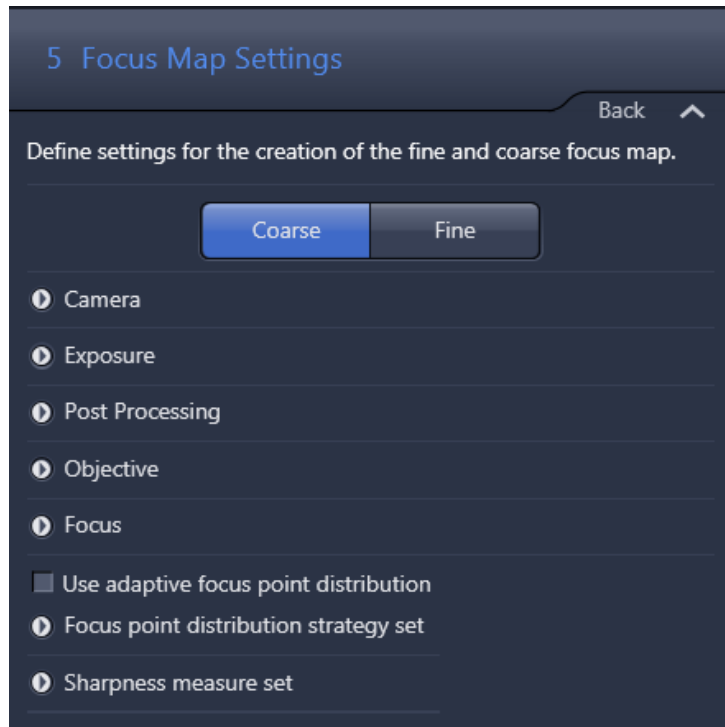 5 Focus Map Settings
Back
Define settings for the creation of the fine and coarse focus map.
Coarse Fine
Camera
Exposure
Post Processing
Objective
Focus
Use adaptive focus point distribution
Focus point distribution strategy set
Sharpness measure set